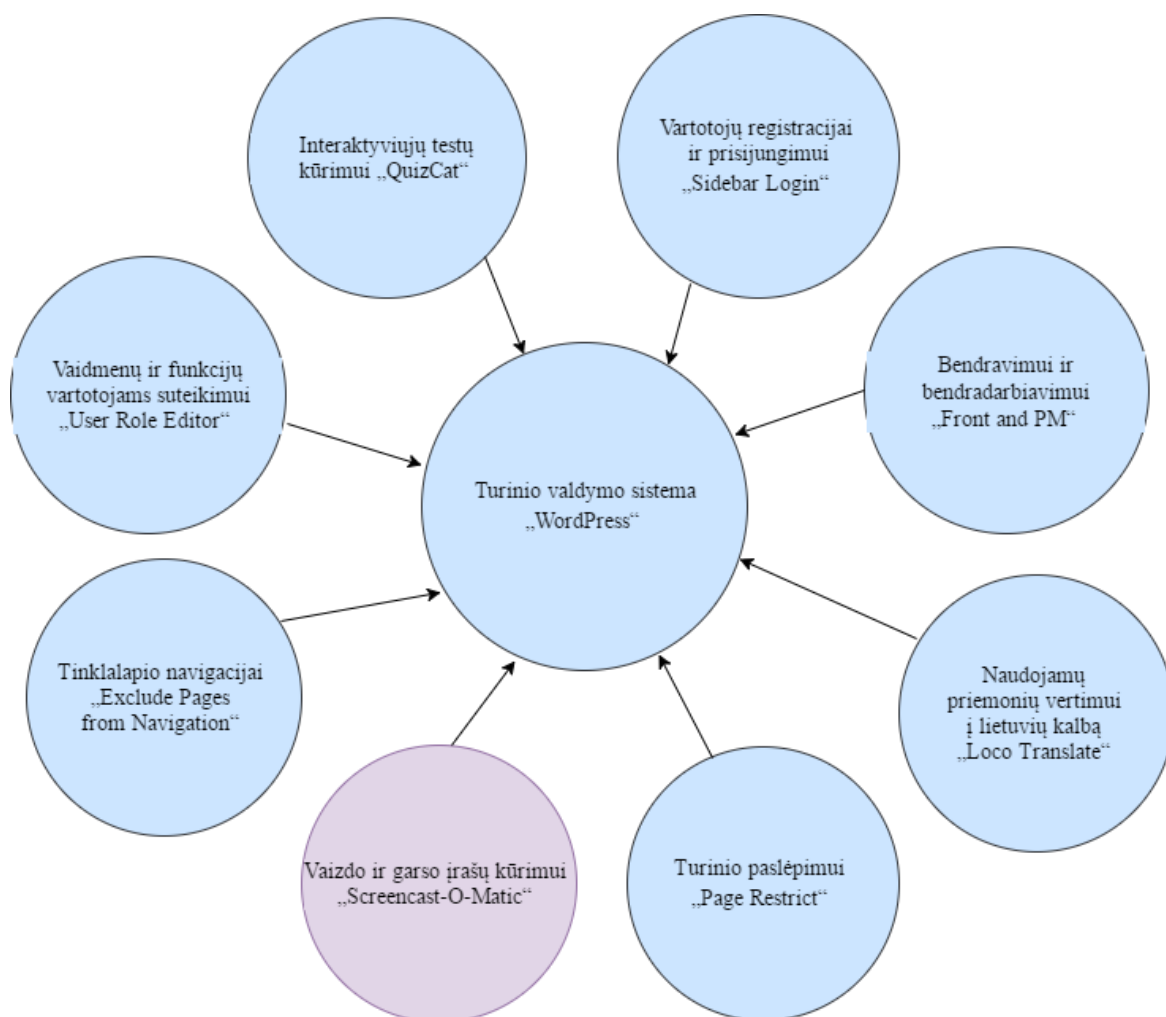 Interaktyviųjų testų
kūrimui „QuizCat“
Vartotojų registracijai
ir prisijungimui
„Sidebar Login“
Vaidmenų ir funkcijų
vartotojams suteikimui
„User Role Editor“
Bendravimui ir
bendradarbiavimui
„Front and PM“
Turinio valdymo sistema
„WordPress“
Tinklalapio navigacijai
„Exclude Pages
from Navigation“
Naudojamų
priemonių vertimui
į lietuvių kalbą
„Loco Translate“
Vaizdo ir garso įrašų kūrimui
„Screencast-O-Matic“
Turinio paslėpimui
„Page Restrict“